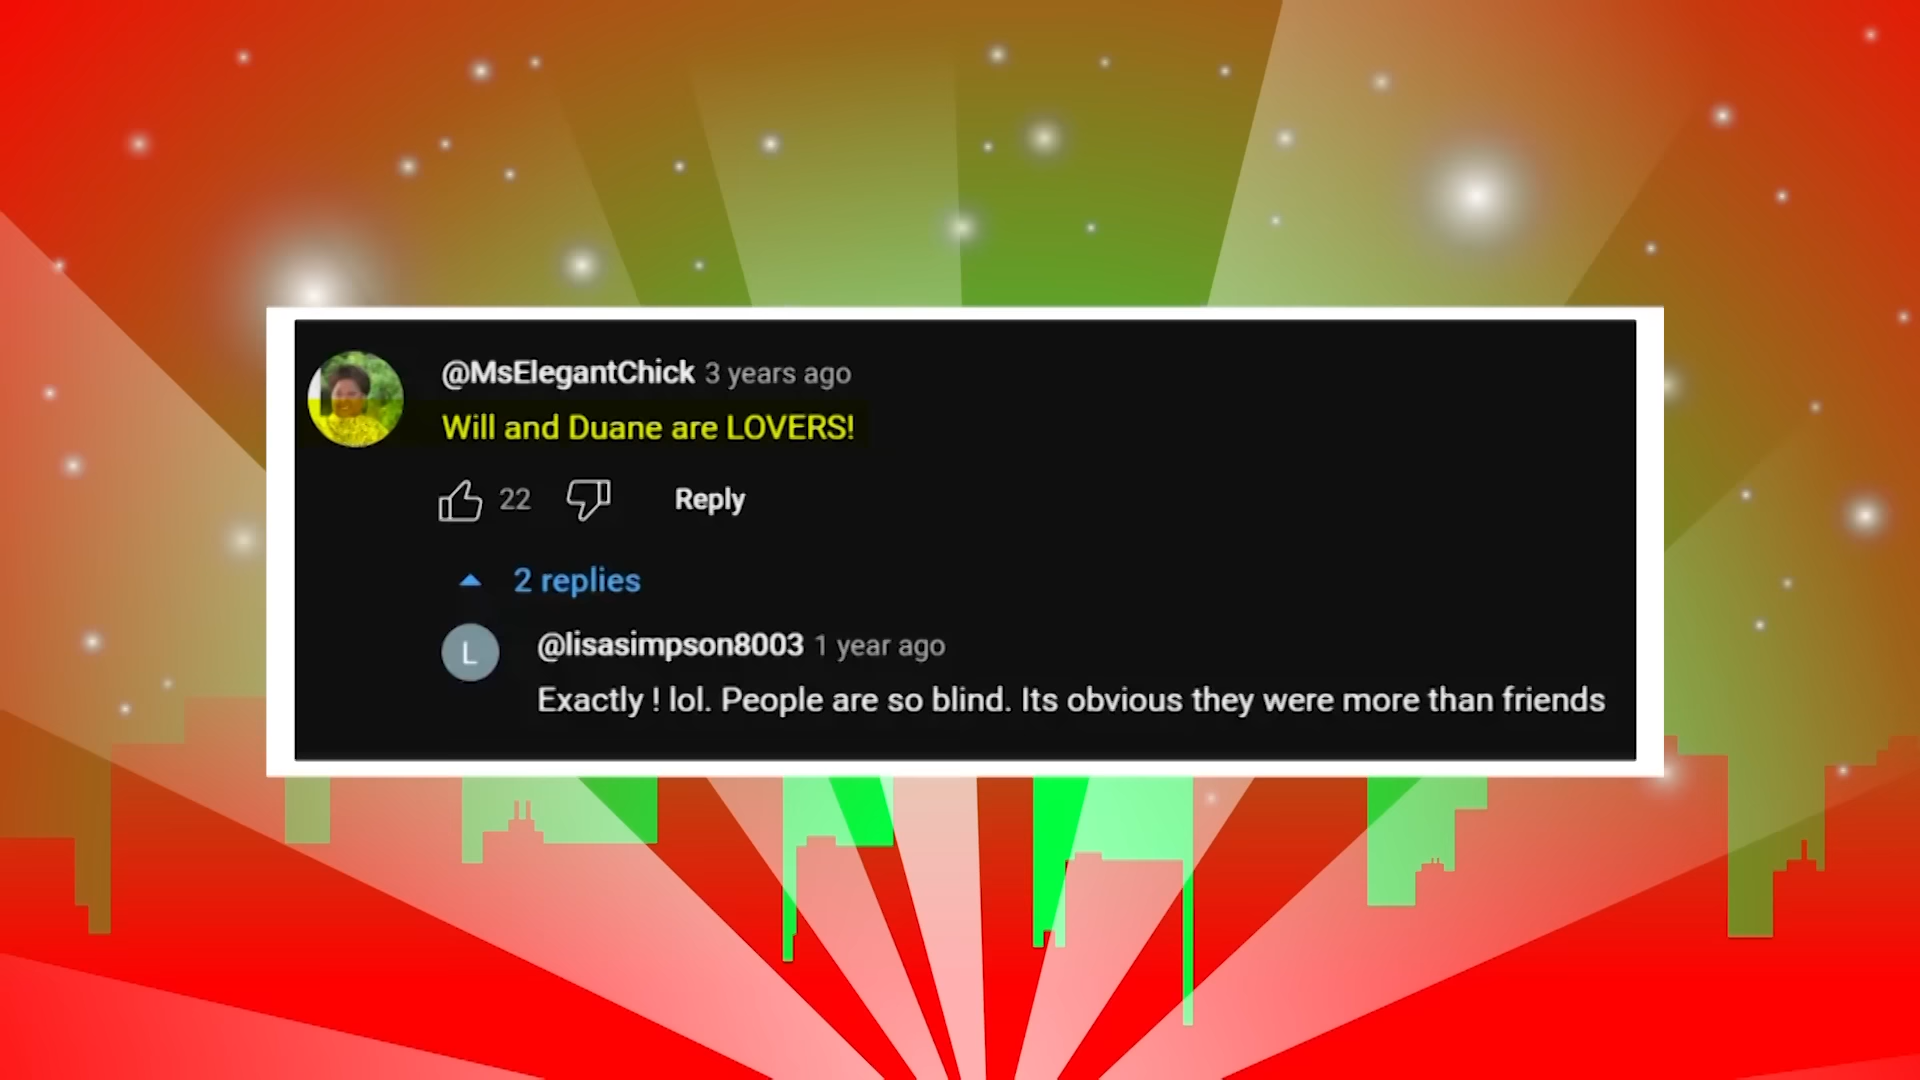 @MsElegantChick 3 years ago
Will and Duane are LOVERS!
22 Reply
2 replies
L @lisasimpson8003 1 year ago
Exactly ! lol. People are so blind. Its obvious they were more than friends